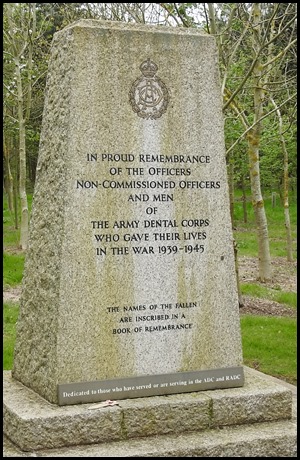 IN PROUD REMEMBRANCE
OF THE OFFICERS
NON-COMMISSIONED OFFICERS
AND MEN
OF
THE ARMY DENTAL CORPS
WHO GAVE THEIR LIVES
IN THE WAR 1939-1945
THE NAMES OF THE FALLEN
ARE INSCRIBED IN A
BOOK OF REMEMBRANCE
Dedicated to those who have served or are serving in the ADC and RADC